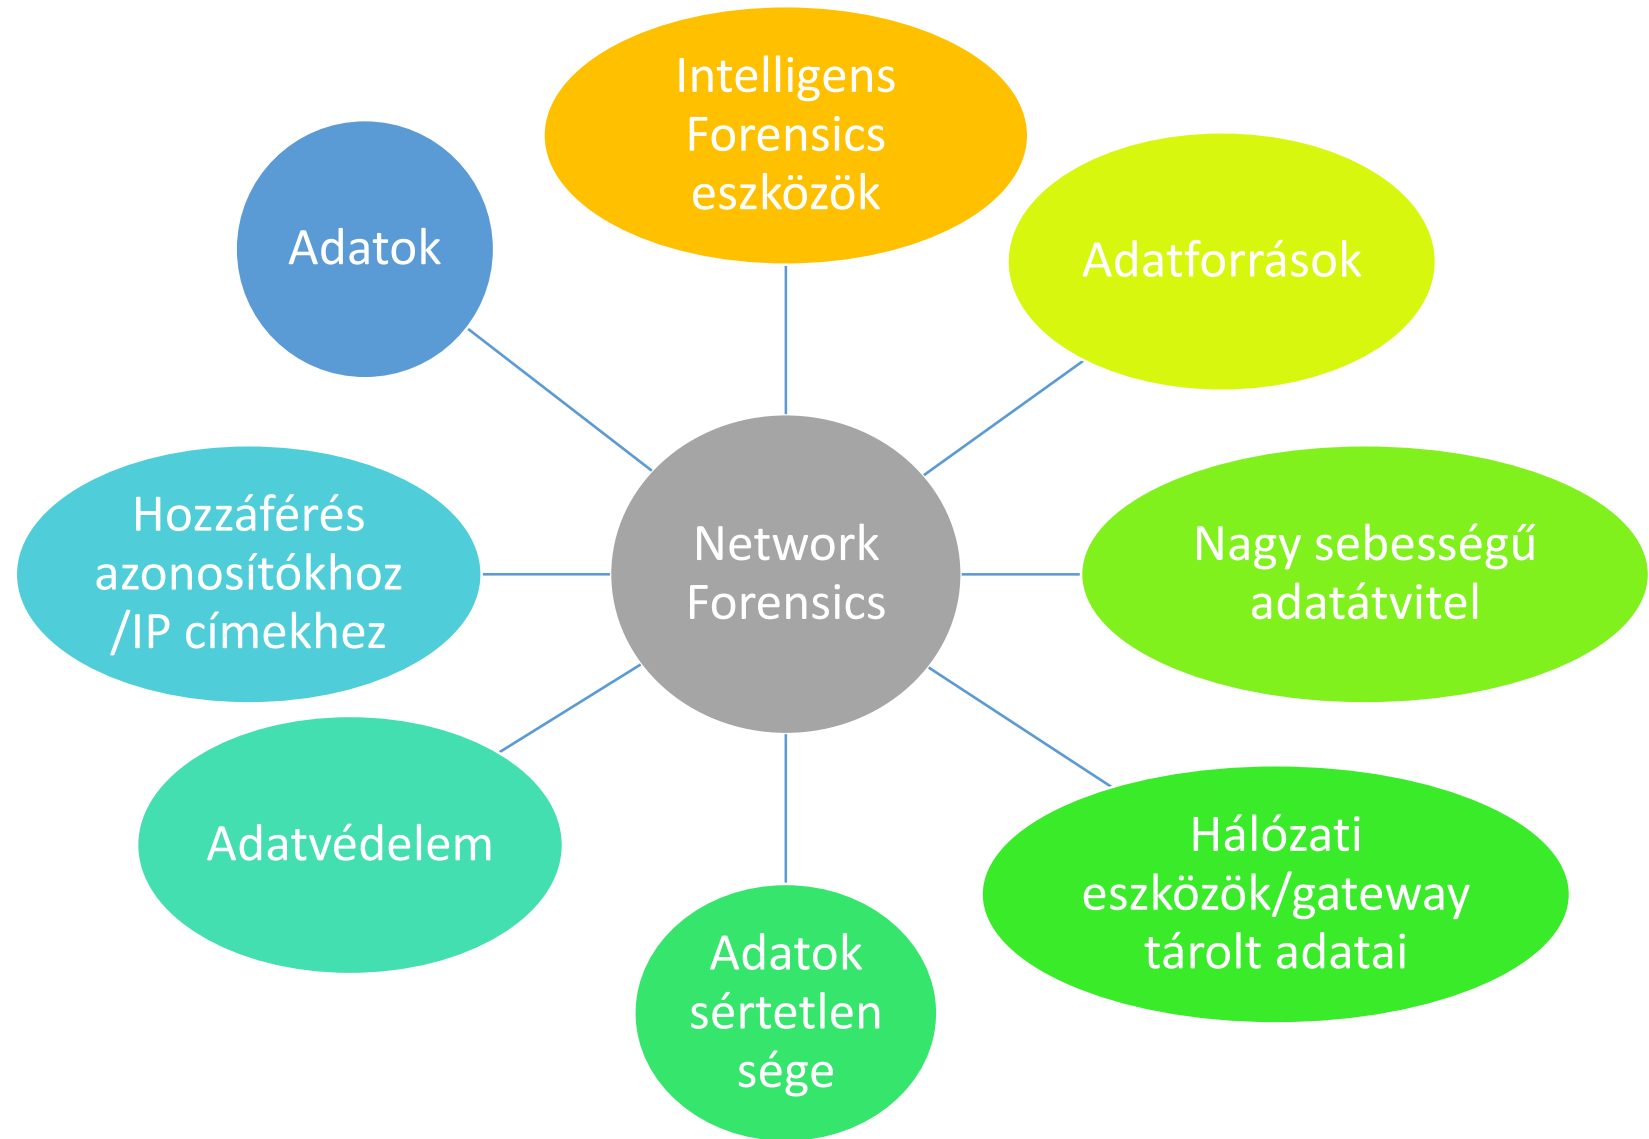 Intelligens
Forensics
eszközök
Adatok
Adatforrások
Hozzáférés
azonosítókhoz
/IP címekhez
Network
Forensics
Nagy sebességű
adatátvitel
Adatvédelem
Hálózati
eszközök/gateway
tárolt adatai
Adatok
sértetlen
sége